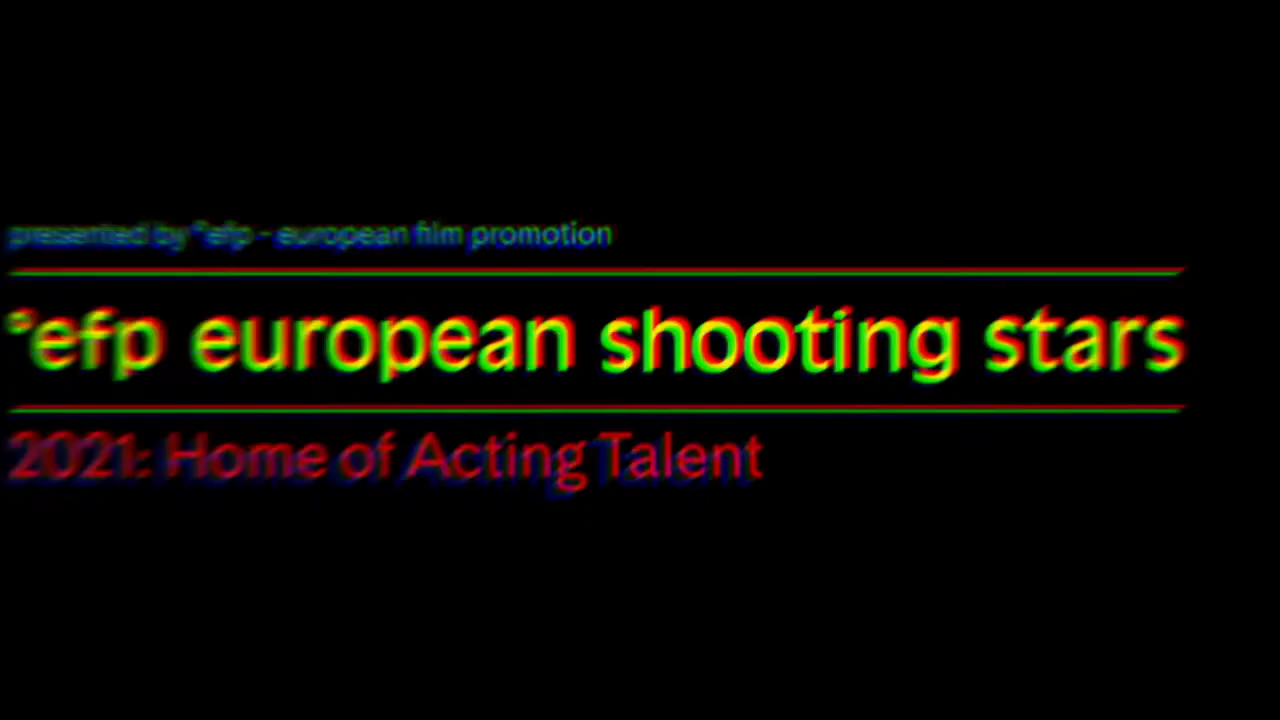 presented by °efp - european film promotion
°efp european shooting stars
2021: Home of Acting Talent